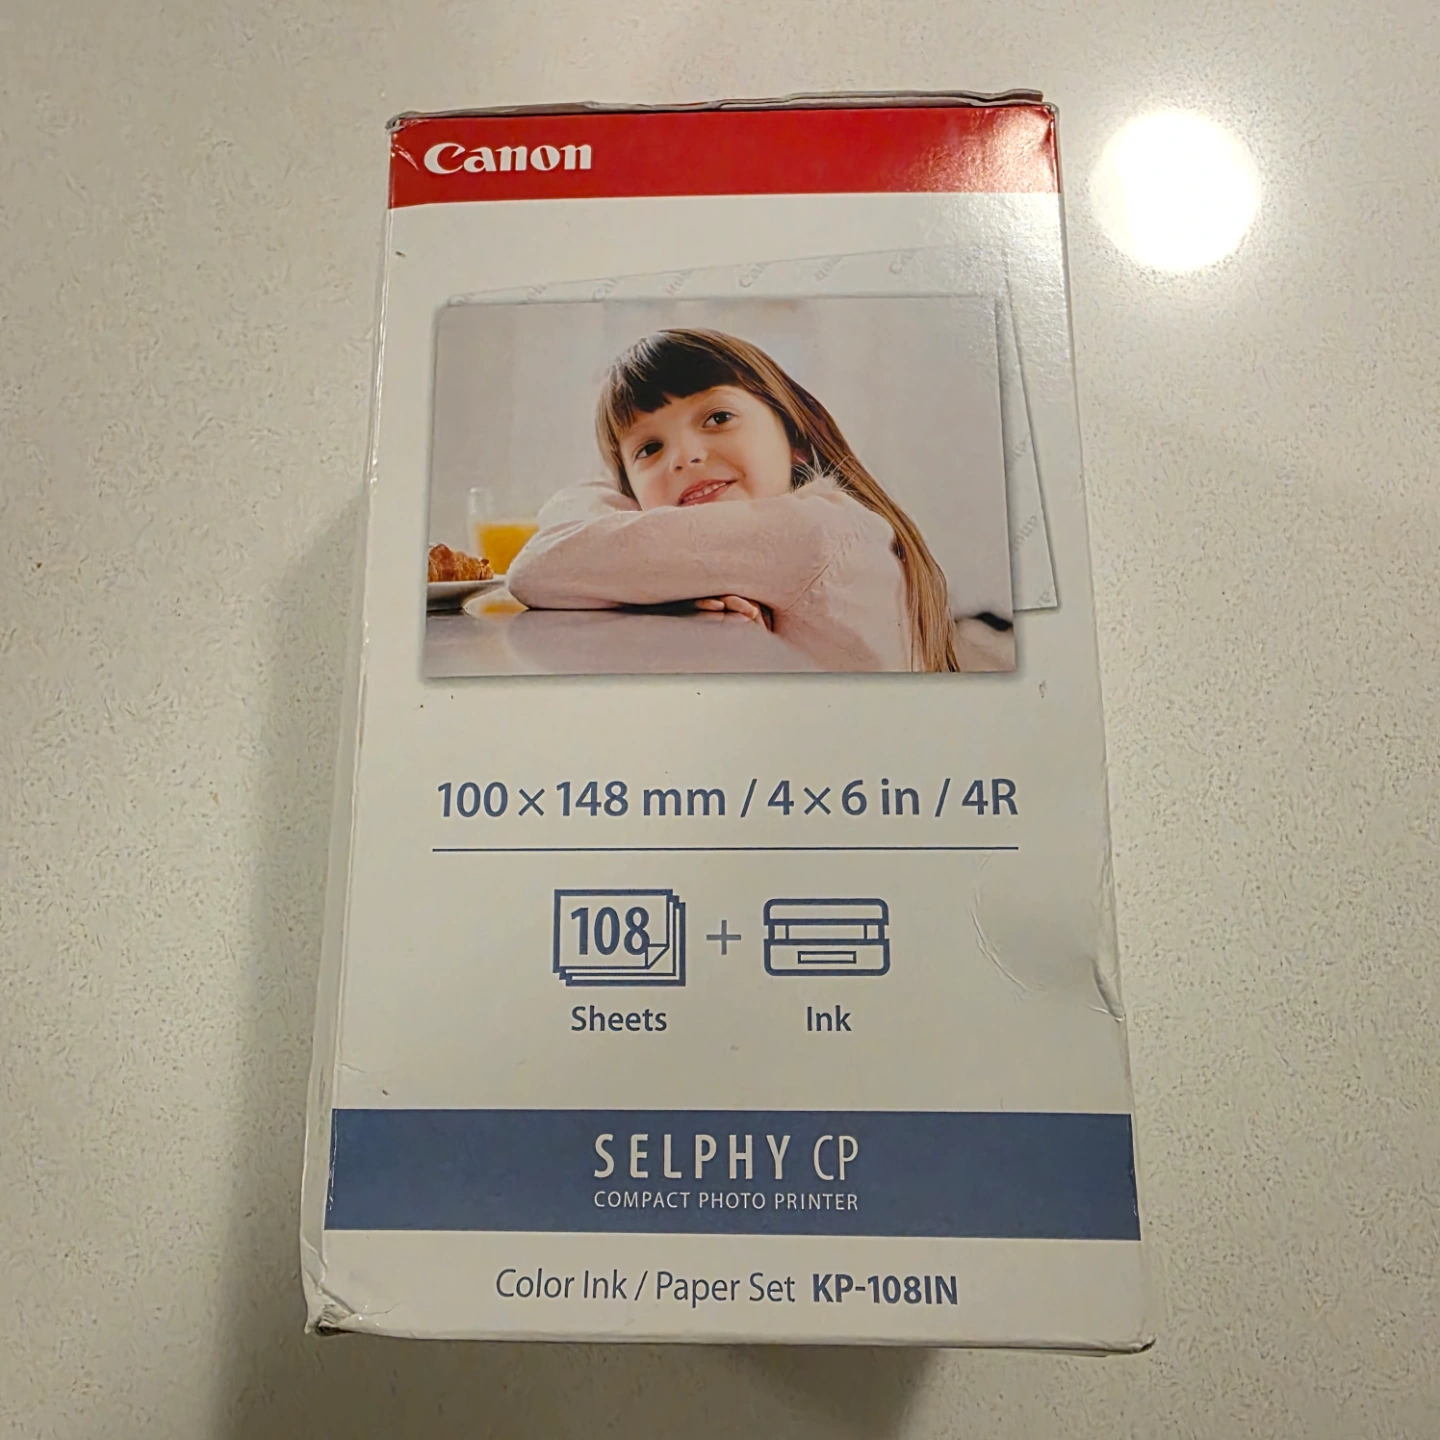 Canon
100 × 148 mm / 4 × 6 in / 4R
108 +
Sheets Ink
SELPHY CP
COMPACT PHOTO PRINTER
Color Ink / Paper Set KP-108IN